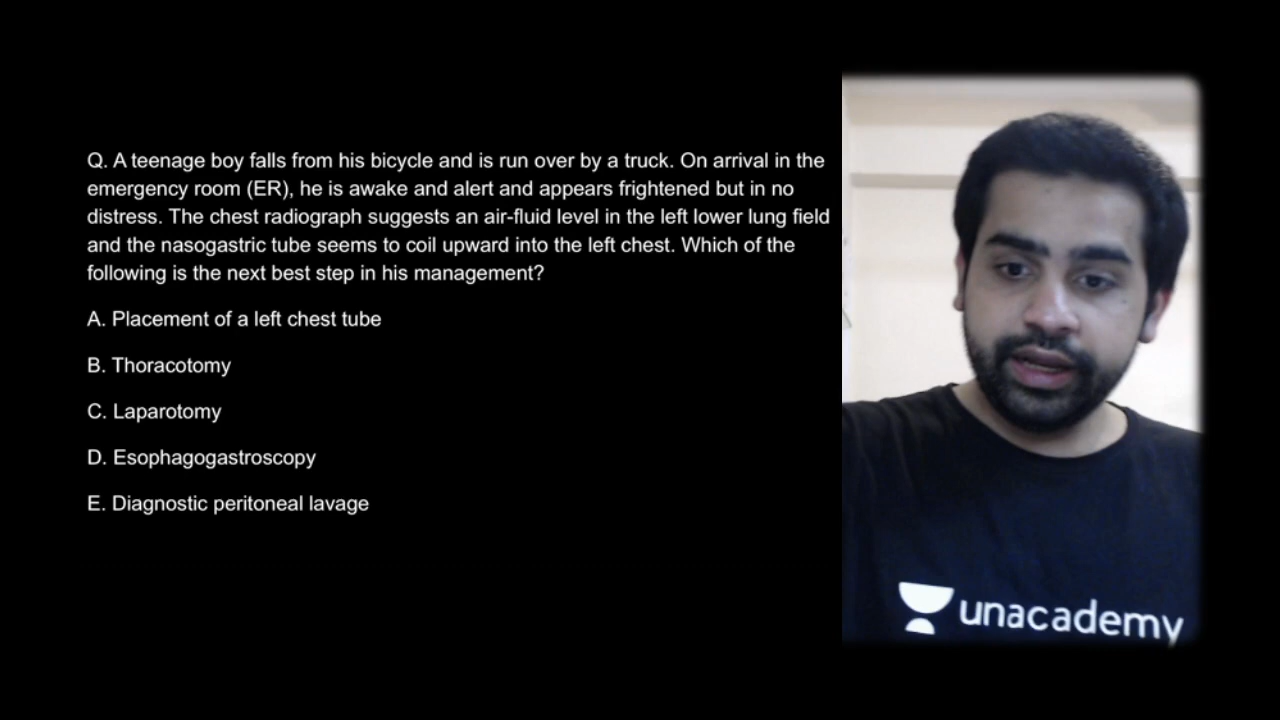 Q. A teenage boy falls from his bicycle and is run over by a truck. On arrival in the
emergency room (ER), he is awake and alert and appears frightened but in no
distress. The chest radiograph suggests an air-fluid level in the left lower lung field
and the nasogastric tube seems to coil upward into the left chest. Which of the
following is the next best step in his management?
A. Placement of a left chest tube
B. Thoracotomy
C. Laparotomy
D. Esophagogastroscopy
E. Diagnostic peritoneal lavage
unacademy